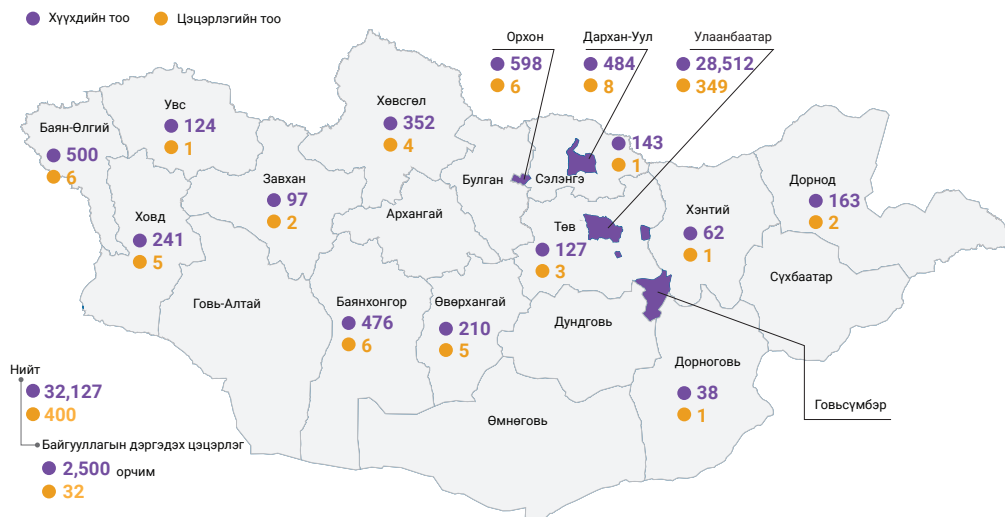 Хүүхдийн тоо
Цэцэрлэгийн тоо
Орхон
598
6
Дархан-Уул
484
8
Улаанбаатар
28,512
349
Увс
124
1
Хөвсгөл
352
4
Баян-Өлгий
500
6
143
1
Завхан
97
2
Булган
Сэлэнгэ
Дорнод
163
2
Ховд
241
5
Архангай
Төв
127
3
Хэнтий
62
1
Сүхбаатар
Говь-Алтай
Баянхонгор
476
6
Өвөрхангай
210
5
Дундговь
Дорноговь
38
1
Говьсүмбэр
Өмнөговь
Нийт
32,127
400
Байгууллагын дэргэдэх цэцэрлэг
2,500 орчим
32